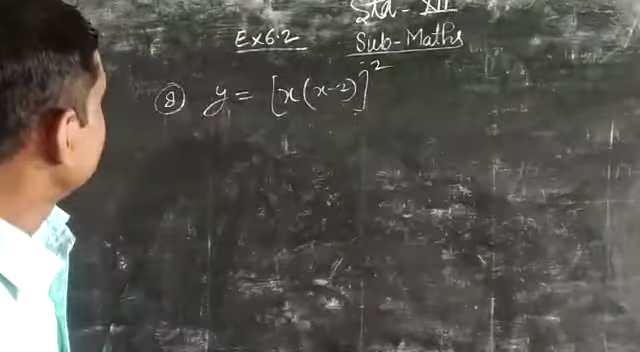 Std - XII
Ex 6.2
Sub - Maths
⑧ y = [x(x-2)]²